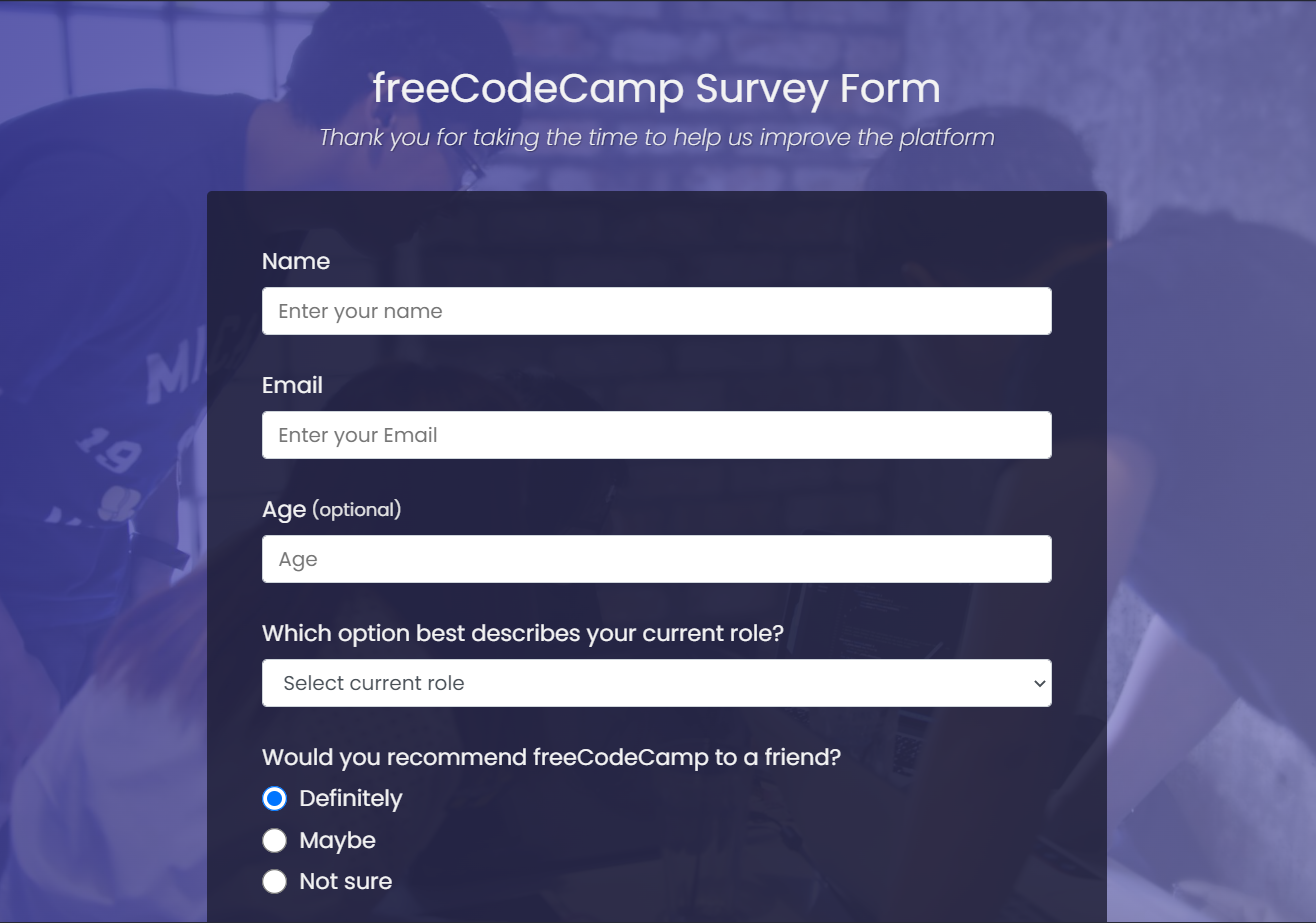 freeCodeCamp Survey Form
Thank you for taking the time to help us improve the platform
Name
Enter your name
Email
Enter your Email
Age (optional)
Age
Which option best describes your current role?
Select current role
Would you recommend freeCodeCamp to a friend?
Definitely
Maybe
Not sure
19